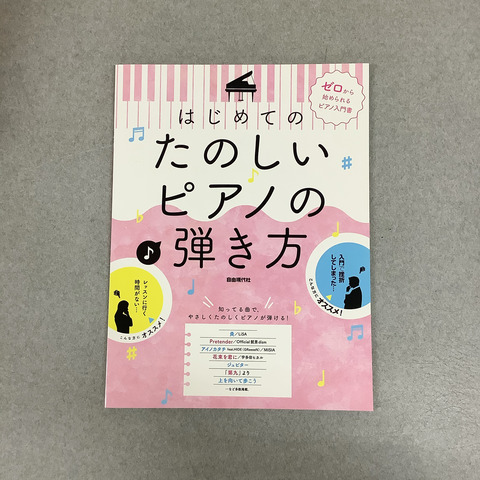 ゼロから
始められる
ピアノ入門書
はじめての
たのしい
ピアノの
弾き方
自由現代社
入門で挫折
してしまった…
こんな方に
オススメ!
レッスンに行く
時間がない…
こんな方に
オススメ!
知ってる曲で、
やさしくたのしくピアノが弾ける!
炎/LiSA
Pretender/Official髭男dism
アイノカタチ feat.HIDE(GReeeeN)/MISIA
花束を君に/宇多田ヒカル
ジュピター
「第九」より
上を向いて歩こう
…など多数掲載。